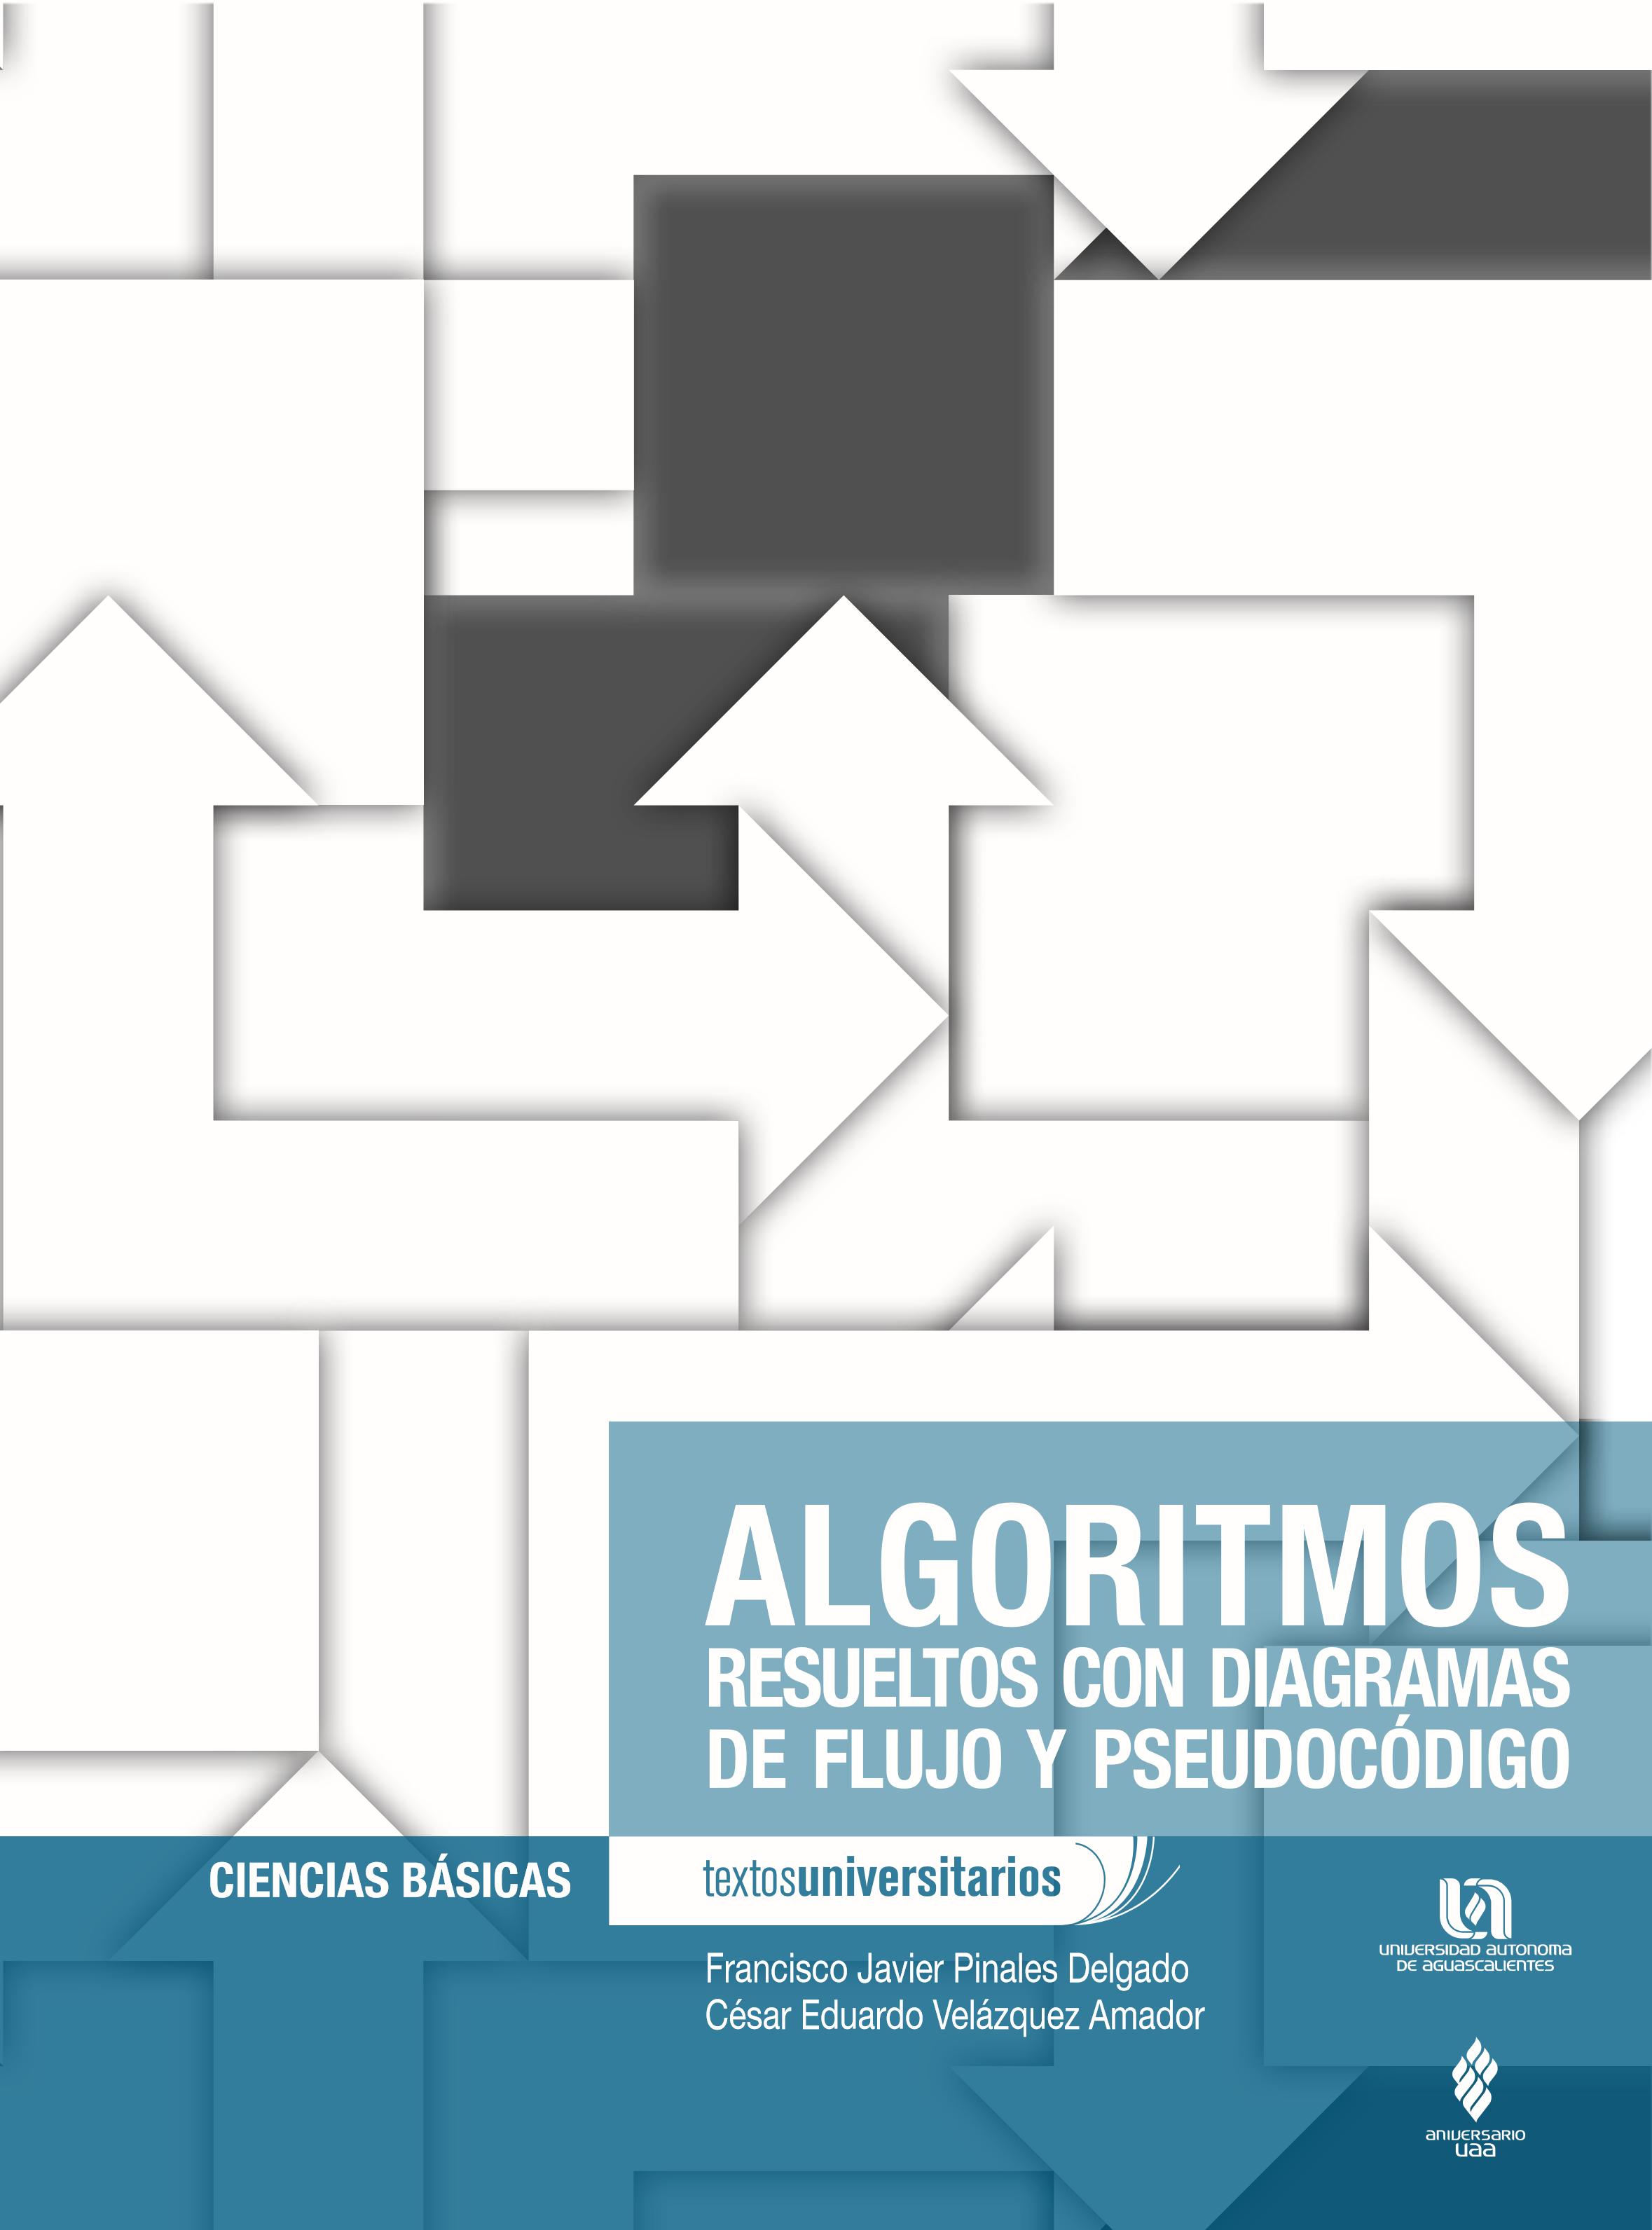 ALGORITMOS
RESUELTOS CON DIAGRAMAS
DE FLUJO Y PSEUDOCÓDIGO
CIENCIAS BÁSICAS
textosuniversitarios
Francisco Javier Pinales Delgado
César Eduardo Velázquez Amador
UNIVERSIDAD AUTONOMA
DE AGUASCALIENTES
ANIVERSARIO
UAA